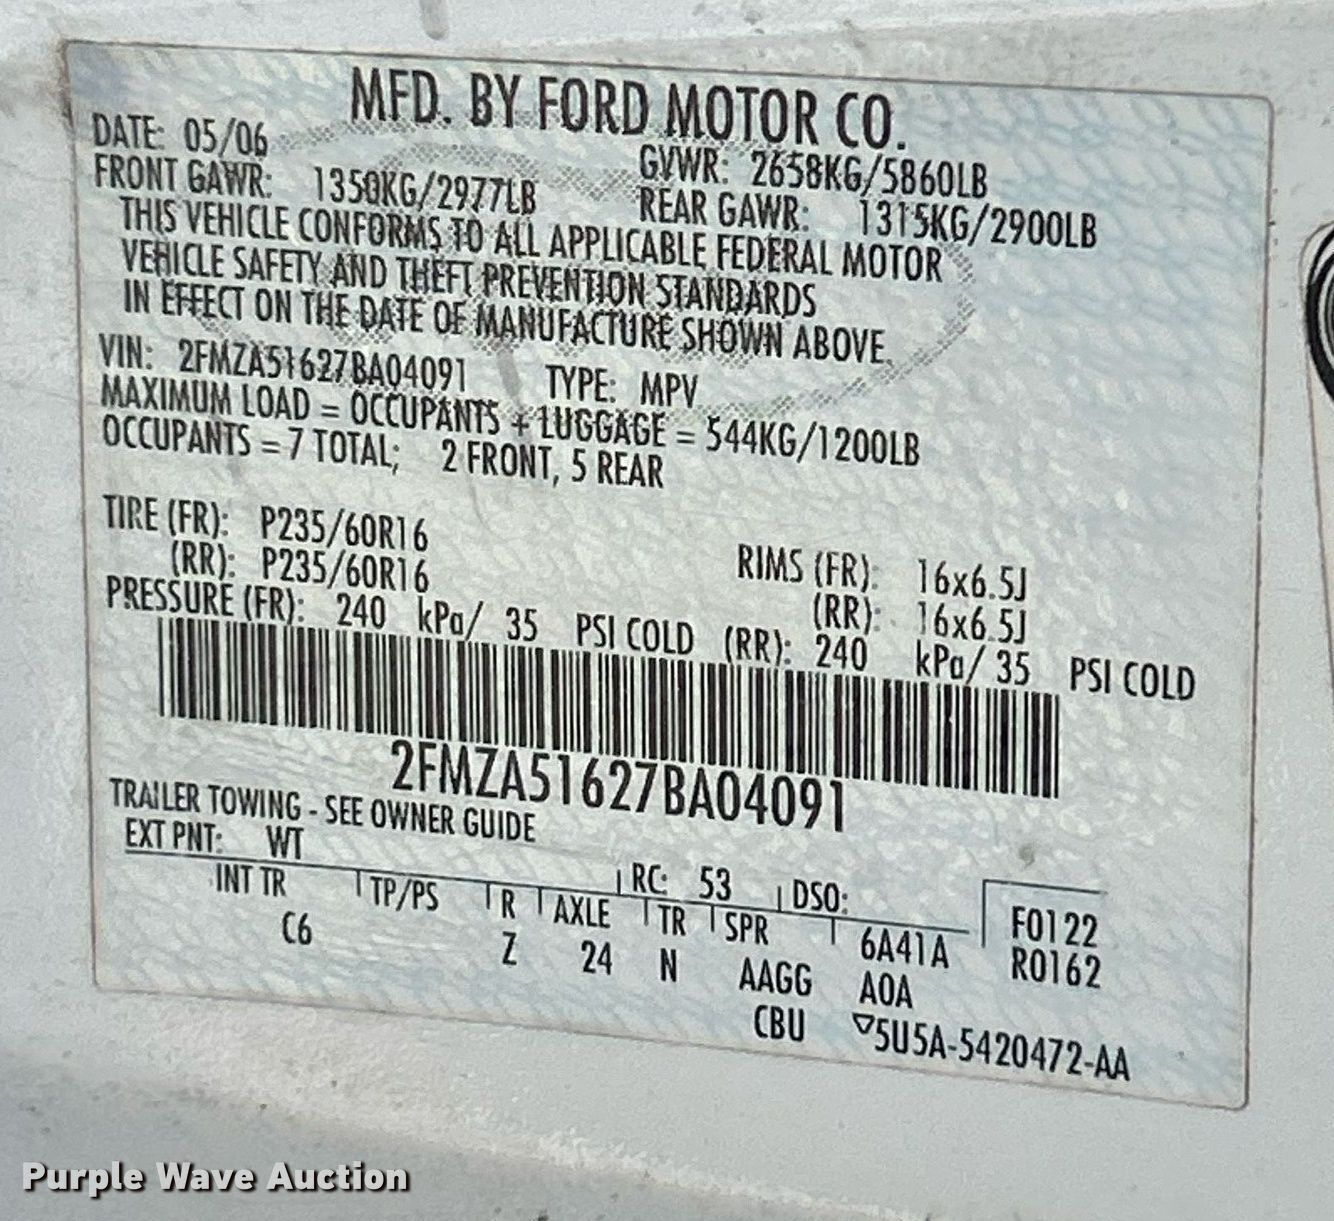 MFD. BY FORD MOTOR CO.
DATE: 05/06
GVWR: 2658KG/5860LB
FRONT GAWR: 1350KG/2977LB
REAR GAWR: 1315KG/2900LB
THIS VEHICLE CONFORMS TO ALL APPLICABLE FEDERAL MOTOR
VEHICLE SAFETY AND THEFT PREVENTION STANDARDS
IN EFFECT ON THE DATE OF MANUFACTURE SHOWN ABOVE.
VIN: 2FMZA51627BA04091 TYPE: MPV
MAXIMUM LOAD = OCCUPANTS + LUGGAGE = 544KG/1200LB
OCCUPANTS = 7 TOTAL; 2 FRONT, 5 REAR
TIRE (FR): P235/60R16 RIMS (FR): 16x6.5J
(RR): P235/60R16 (RR): 16x6.5J
PRESSURE (FR): 240 kPa/ 35 PSI COLD (RR): 240 kPa/ 35 PSI COLD
2FMZA51627BA04091
TRAILER TOWING - SEE OWNER GUIDE
EXT PNT: WT RC: 53 DSO:
INT TR TP/PS R AXLE TR SPR 6A41A F0122
C6 Z 24 N AAGG A0A R0162
CBU ▽5U5A-5420472-AA
Purple Wave Auction